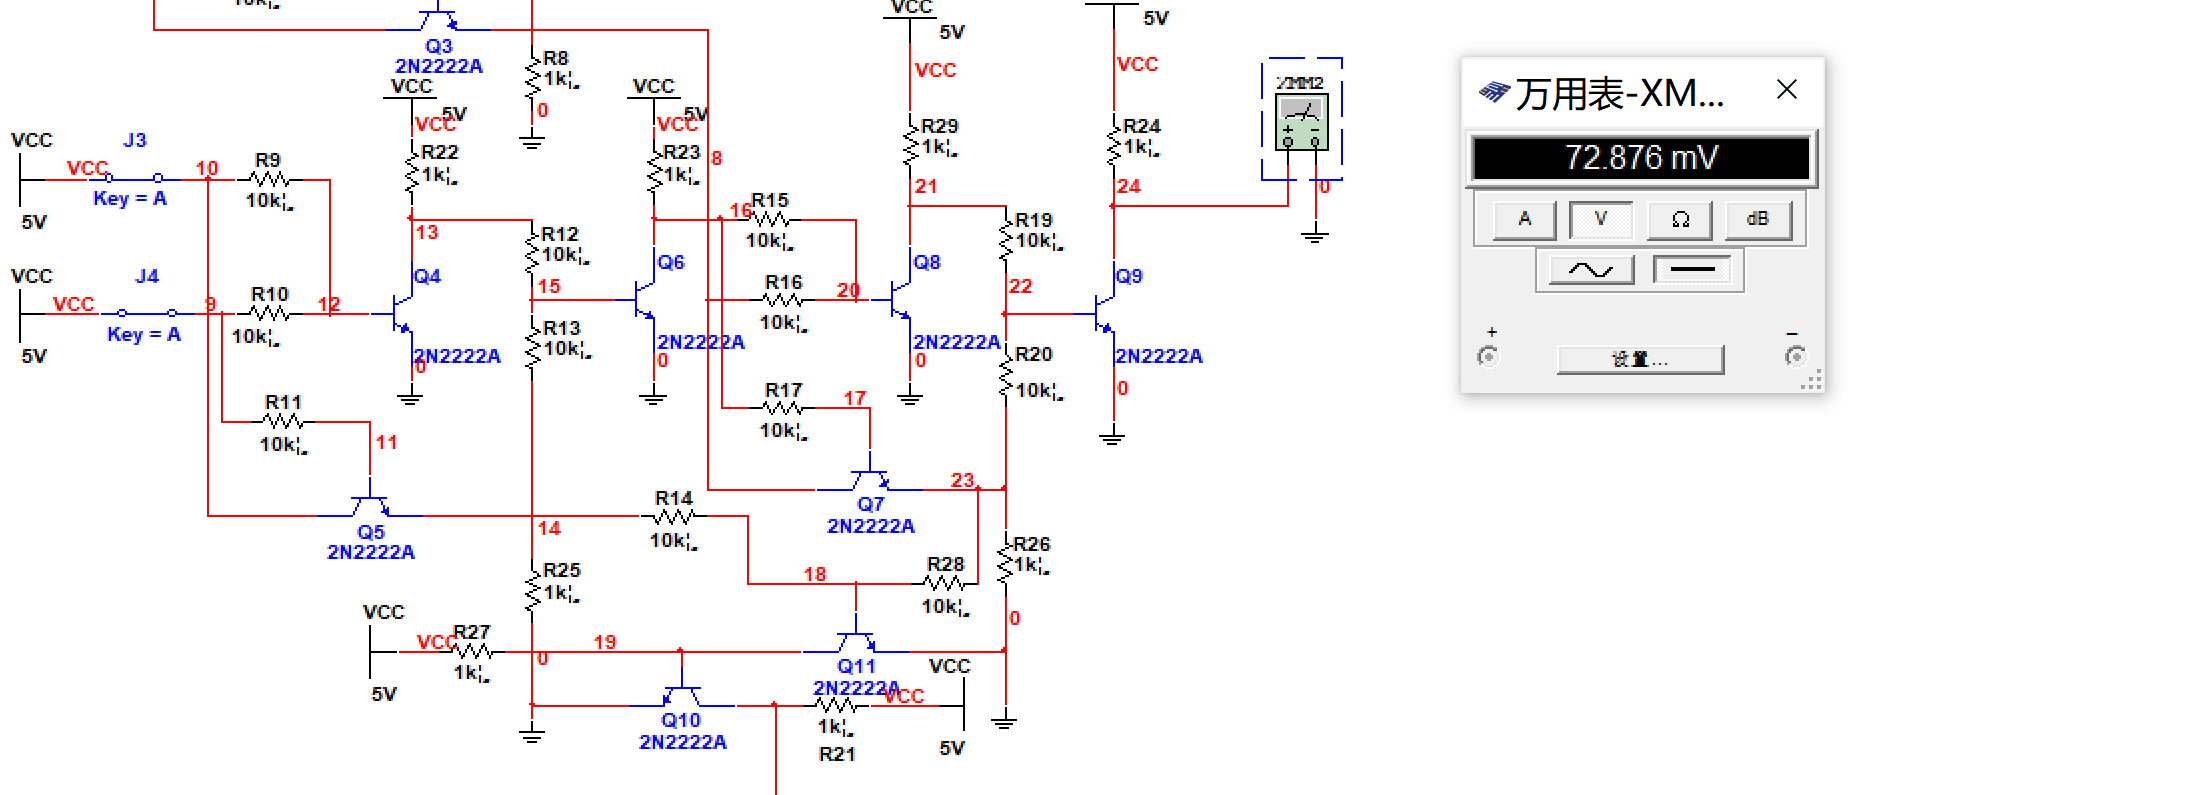 Q3
2N2222A
R8
1k
0
VCC
5V
VCC
VCC
5V
VCC
VCC
5V
VCC
5V
VCC
XMM2
0
万用表-XM...
72.876 mV
A
V
Ω
dB
+
−
设置...
VCC
5V
VCC
J3
Key = A
10
R9
10k
VCC
5V
VCC
J4
Key = A
9
R10
10k
12
R22
1k
13
Q4
2N2222A
0
R12
10k
15
R13
10k
R23
1k
8
16
Q6
2N2222A
0
R15
10k
R16
10k
20
R29
1k
21
Q8
2N2222A
0
R19
10k
22
R20
10k
R24
1k
24
Q9
2N2222A
0
R11
10k
11
Q5
2N2222A
14
R14
10k
R17
10k
17
Q7
2N2222A
23
18
R28
10k
R26
1k
0
R25
1k
0
VCC
5V
VCC
R27
1k
19
Q11
2N2222A
Q10
2N2222A
VCC
VCC
5V
1k
R21